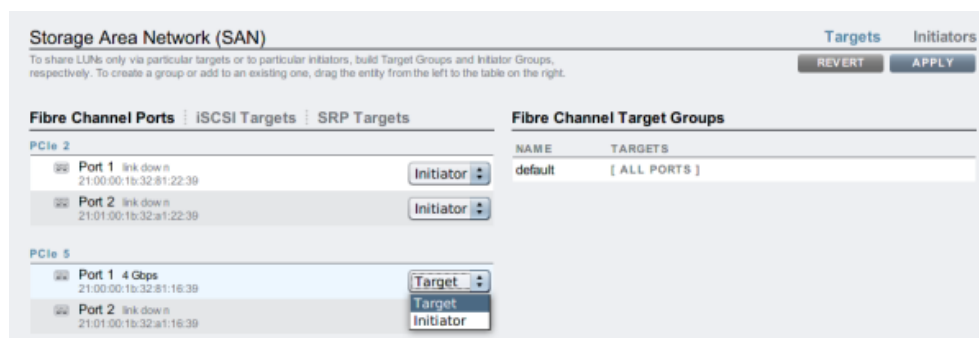 Storage Area Network (SAN)
Targets Initiators
To share LUNs only via particular targets or to particular initiators, build Target Groups and Initiator Groups,
respectively. To create a group or add to an existing one, drag the entity from the left to the table on the right.
REVERT APPLY
Fibre Channel Ports iSCSI Targets SRP Targets
Fibre Channel Target Groups
PCIe 2
NAME TARGETS
Port 1 link down
21:00:00:1b:32:81:22:39
Initiator
default [ ALL PORTS ]
Port 2 link down
21:01:00:1b:32:a1:22:39
Initiator
PCIe 5
Port 1 4 Gbps
21:00:00:1b:32:81:16:39
Target
Target
Initiator
Port 2 link down
21:01:00:1b:32:a1:16:39